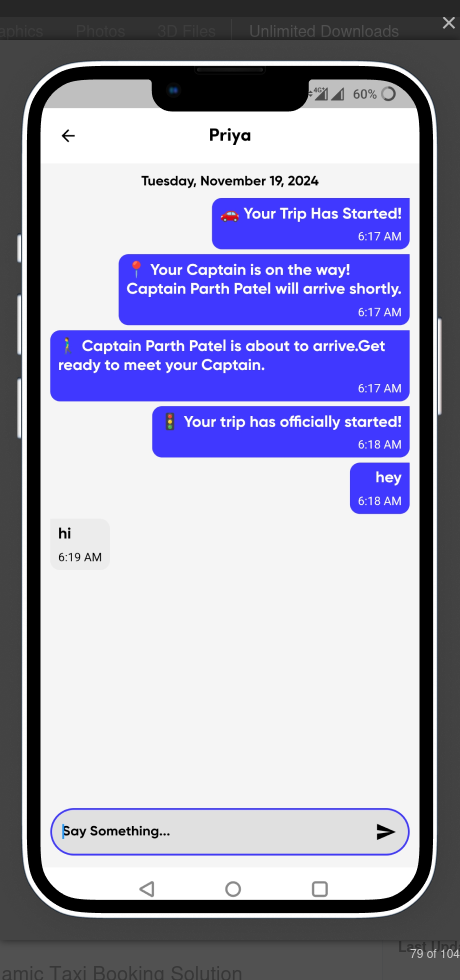 aphics Photos 3D Files Unlimited Downloads
4G 60%
Priya
Tuesday, November 19, 2024
🚗 Your Trip Has Started!
6:17 AM
📍 Your Captain is on the way!
Captain Parth Patel will arrive shortly.
6:17 AM
🚶 Captain Parth Patel is about to arrive.Get
ready to meet your Captain.
6:17 AM
🚦 Your trip has officially started!
6:18 AM
hey
6:18 AM
hi
6:19 AM
Say Something...
Last Upd
79 of 104
amic Taxi Booking Solution